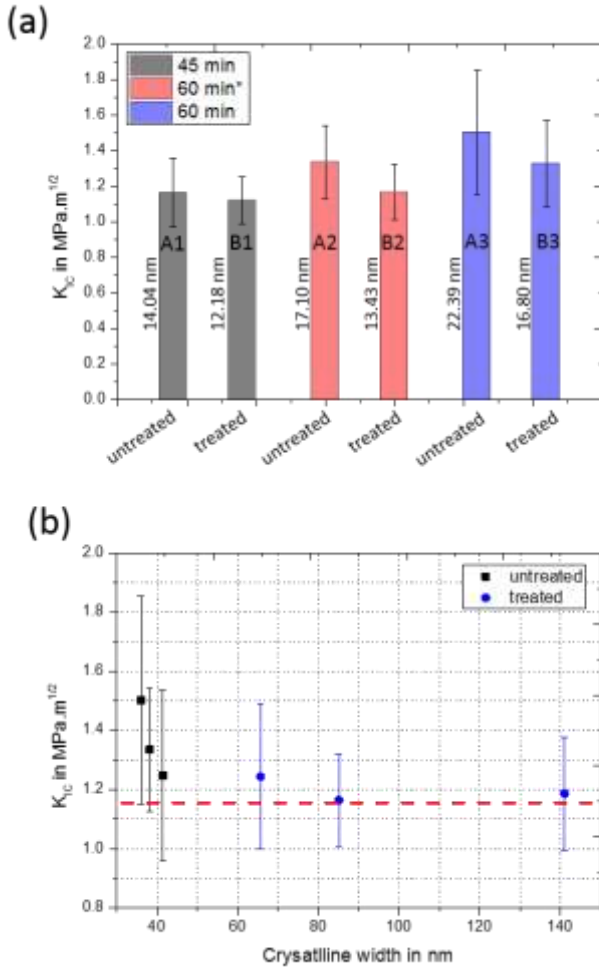 (a)
2.0
1.8
1.6
1.4
1.2
1.0
0.8
0.6
0.4
0.2
0.0
K_IC in MPa.m^1/2
45 min
60 min*
60 min
A1
B1
A2
B2
A3
B3
14.04 nm
12.18 nm
17.10 nm
13.43 nm
22.39 nm
16.80 nm
untreated
treated
untreated
treated
untreated
treated
(b)
2.0
1.8
1.6
1.4
1.2
1.0
0.8
K_IC in MPa.m^1/2
untreated
treated
40
60
80
100
120
140
Crysatlline width in nm